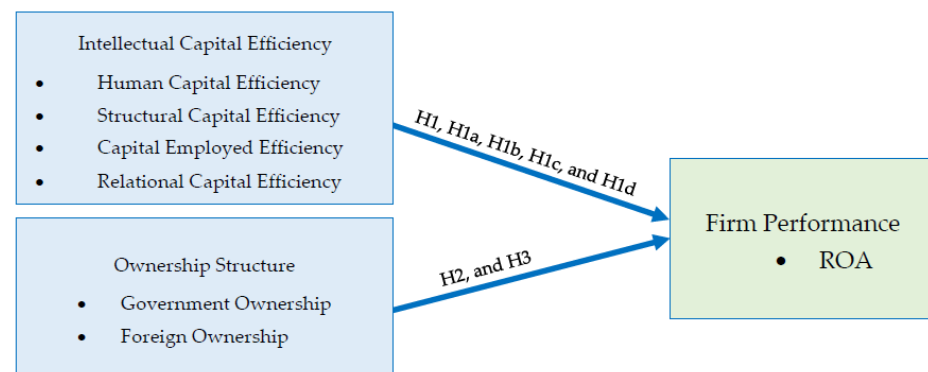 Intellectual Capital Efficiency
• Human Capital Efficiency
• Structural Capital Efficiency
• Capital Employed Efficiency
• Relational Capital Efficiency
H1, H1a, H1b, H1c, and H1d
Ownership Structure
• Government Ownership
• Foreign Ownership
H2, and H3
Firm Performance
• ROA